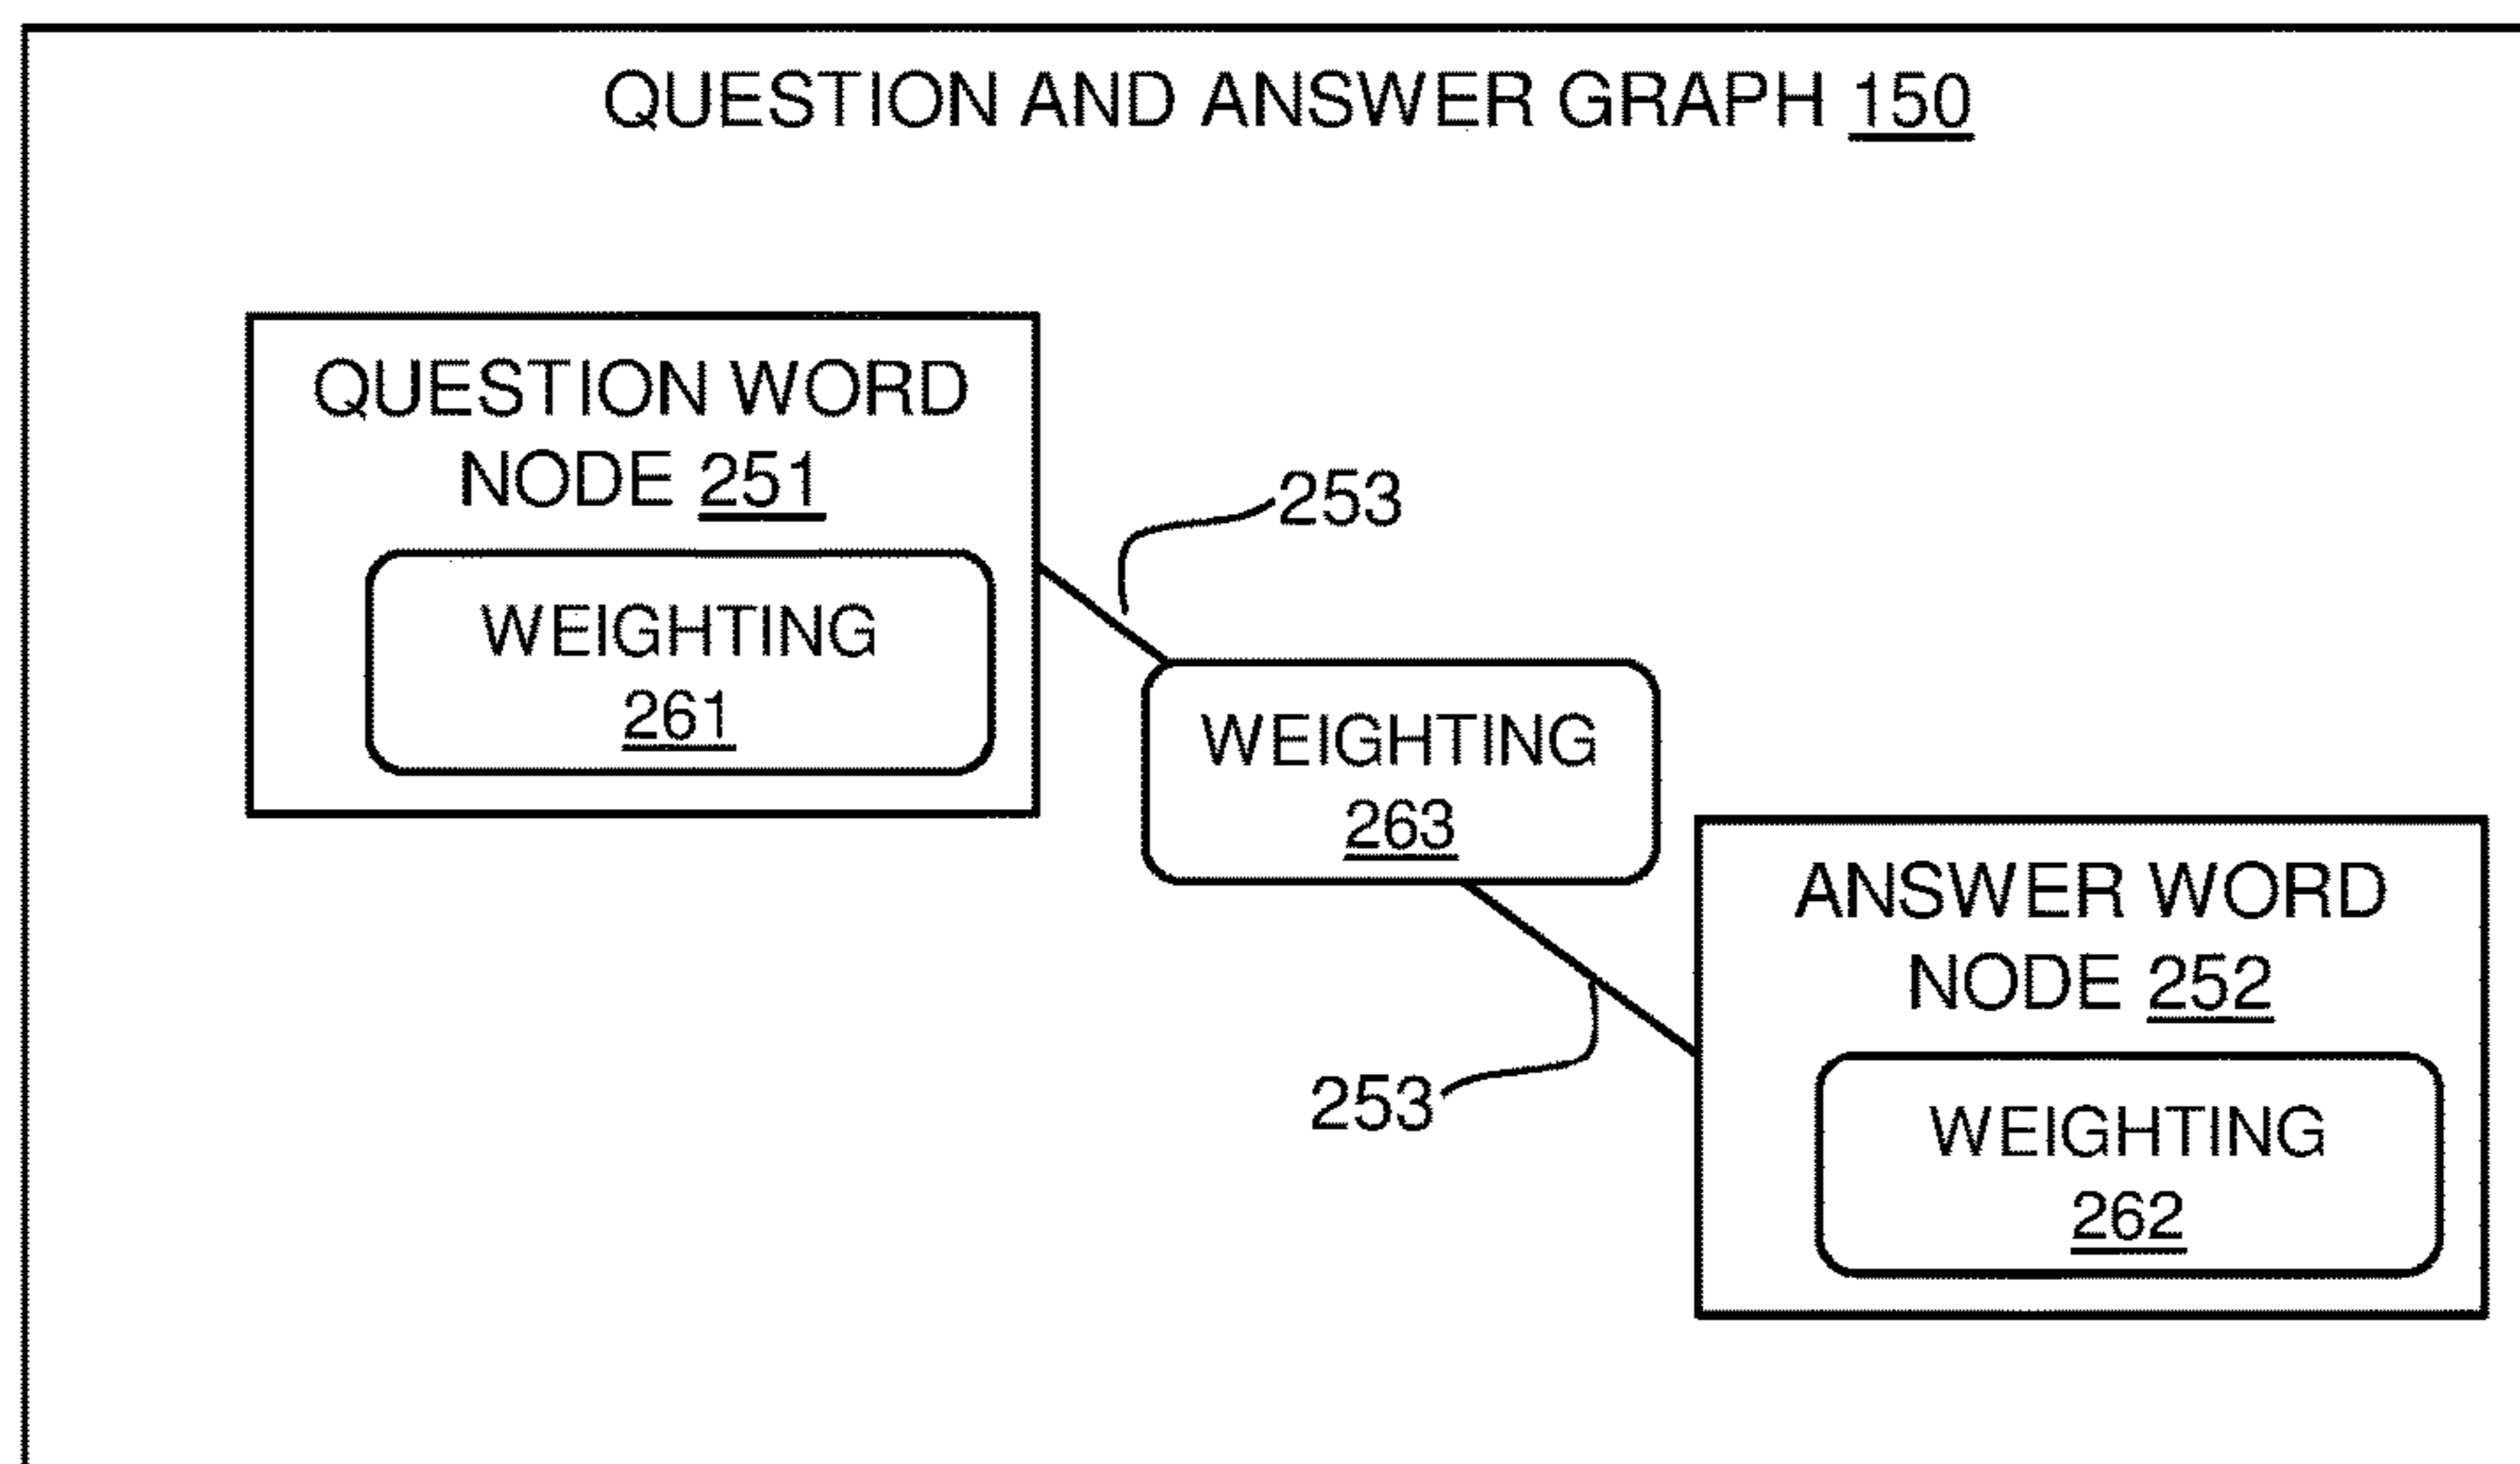 QUESTION AND ANSWER GRAPH 150
QUESTION WORD
NODE 251
WEIGHTING
261
253
WEIGHTING
263
ANSWER WORD
NODE 252
WEIGHTING
262
253